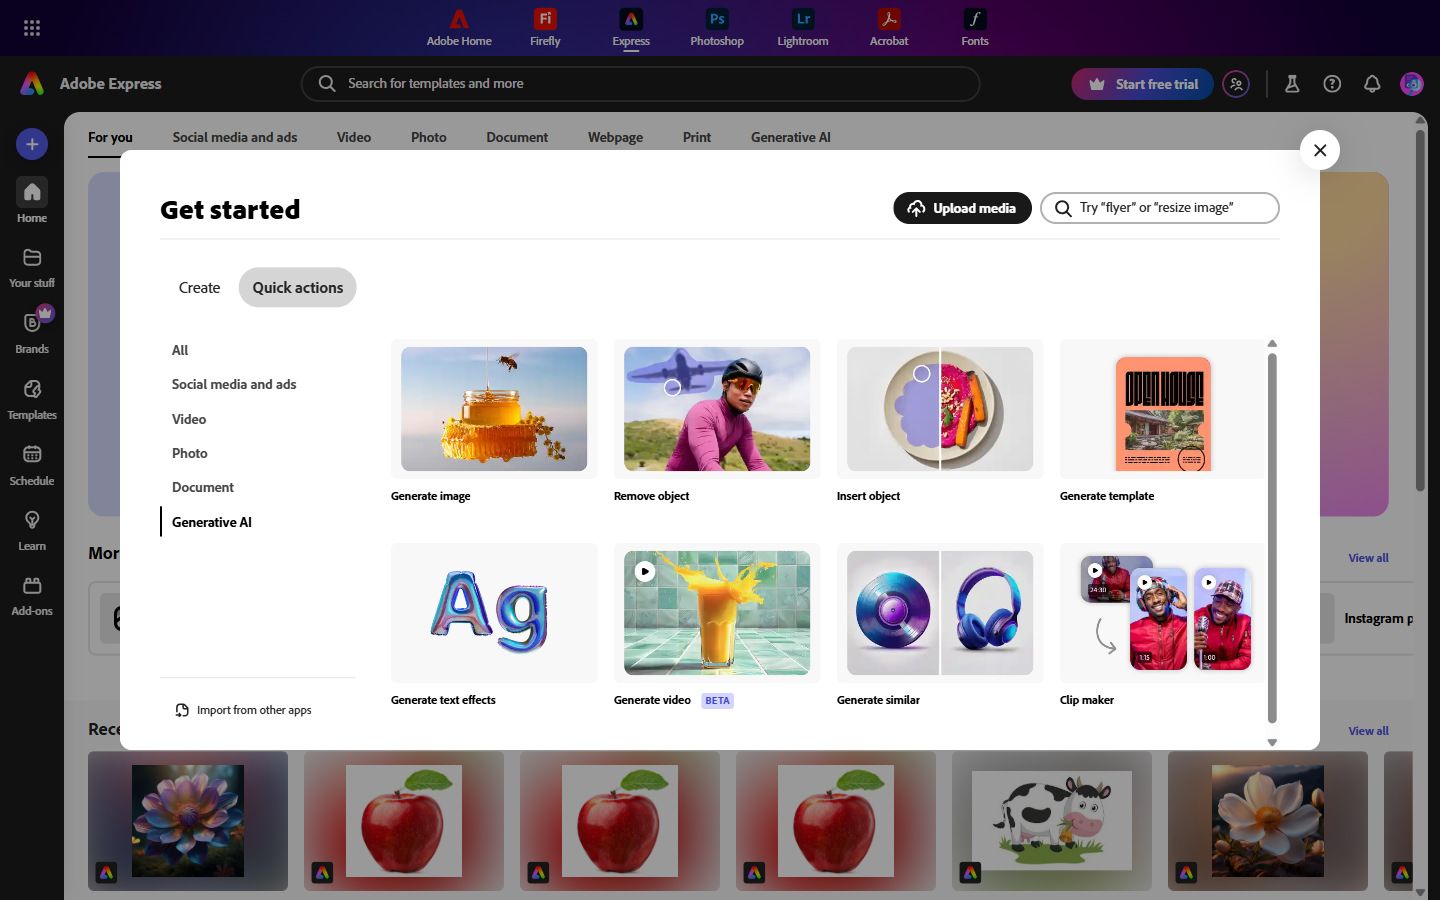 Adobe Home
Fi
Firefly
Express
Ps
Photoshop
Lr
Lightroom
Acrobat
f
Fonts
Adobe Express
Search for templates and more
Start free trial
For you
Social media and ads
Video
Photo
Document
Webpage
Print
Generative AI
Home
Your stuff
Brands
Templates
Schedule
Learn
Add-ons
Get started
Upload media
Try “flyer” or “resize image”
Create
Quick actions
All
Social media and ads
Video
Photo
Document
Generative AI
Import from other apps
OPEN HOUSE
Generate image
Remove object
Insert object
Generate template
Ag
24:30
1:15
1:00
Generate text effects
Generate video BETA
Generate similar
Clip maker
Mor
View all
Instagram p
Rece
View all